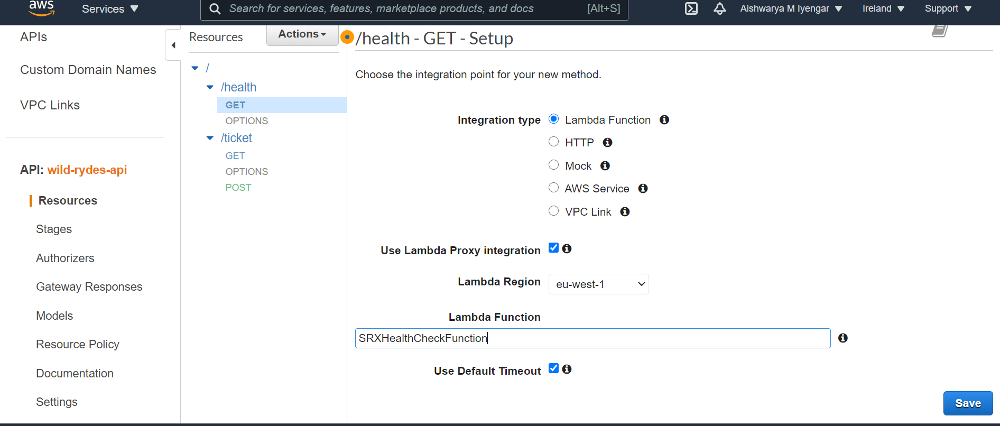 aws
Services
Search for services, features, marketplace products, and docs [Alt+S]
Aishwarya M Iyengar
Ireland
Support
APIs
Custom Domain Names
VPC Links
API: wild-rydes-api
Resources
Stages
Authorizers
Gateway Responses
Models
Resource Policy
Documentation
Settings
Resources
Actions
/
/health
GET
OPTIONS
/ticket
GET
OPTIONS
POST
/health - GET - Setup
Choose the integration point for your new method.
Integration type
Lambda Function
HTTP
Mock
AWS Service
VPC Link
Use Lambda Proxy integration
Lambda Region
eu-west-1
Lambda Function
SRXHealthCheckFunction
Use Default Timeout
Save